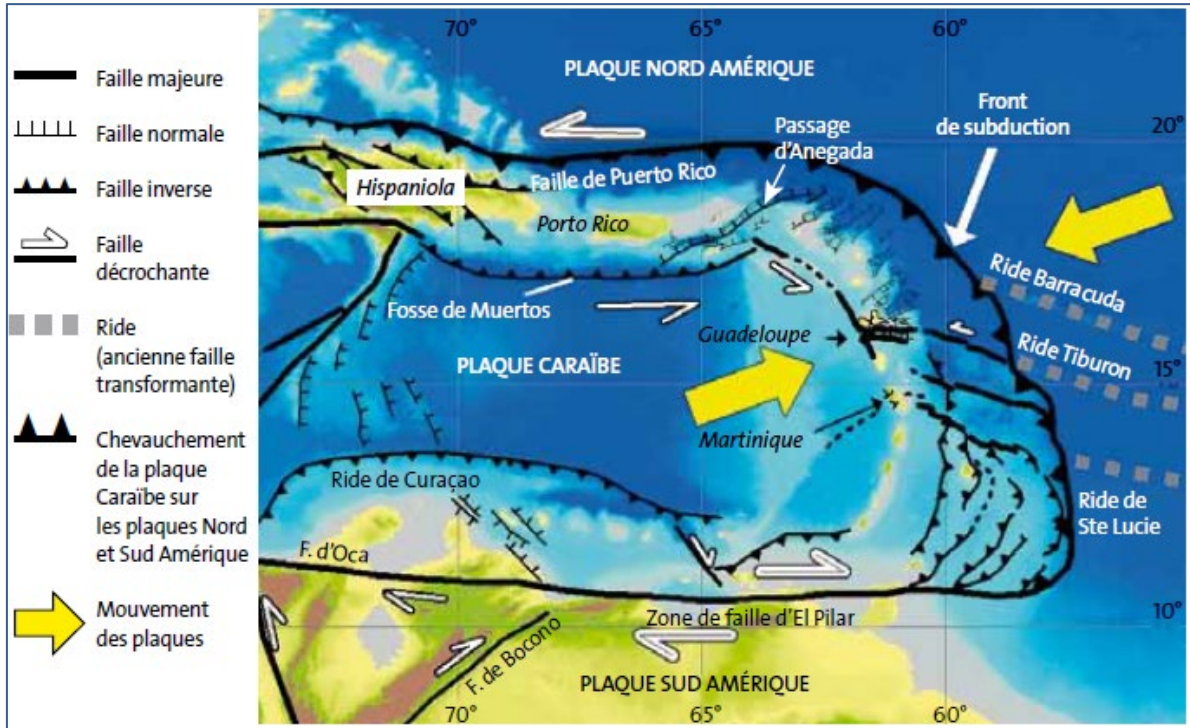 Faille majeure
Faille normale
Faille inverse
Faille
décrochante
Ride
(ancienne faille
transformante)
Chevauchement
de la plaque
Caraïbe sur
les plaques Nord
et Sud Amérique
Mouvement
des plaques
70°
65°
60°
PLAQUE NORD AMÉRIQUE
Front
de subduction
20°
Passage
d'Anegada
Hispaniola
Faille de Puerto Rico
Porto Rico
Ride Barracuda
Fosse de Muertos
Guadeloupe
Ride Tiburon
PLAQUE CARAÏBE
15°
Martinique
Ride de Curaçao
Ride de
Ste Lucie
F. d'Oca
Zone de faille d'El Pilar
10°
F. de Bocono
PLAQUE SUD AMÉRIQUE
70°
65°
60°